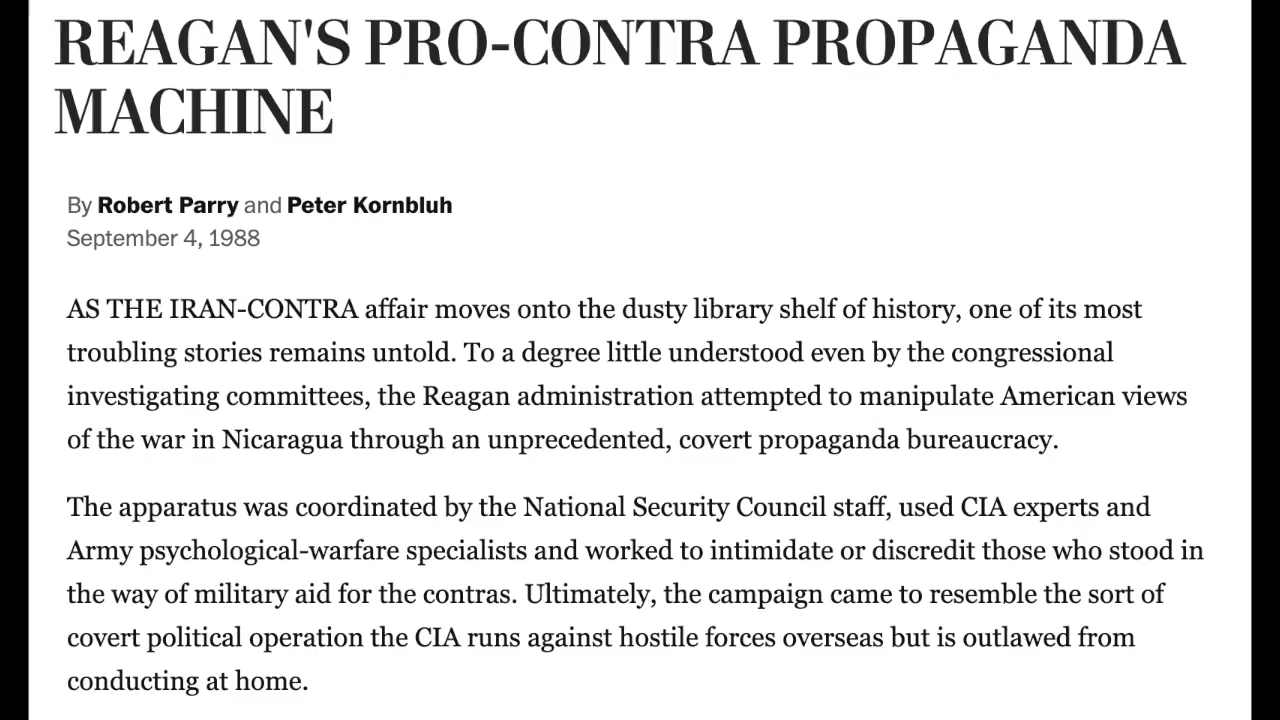 REAGAN'S PRO-CONTRA PROPAGANDA
MACHINE
By Robert Parry and Peter Kornbluh
September 4, 1988
AS THE IRAN-CONTRA affair moves onto the dusty library shelf of history, one of its most
troubling stories remains untold. To a degree little understood even by the congressional
investigating committees, the Reagan administration attempted to manipulate American views
of the war in Nicaragua through an unprecedented, covert propaganda bureaucracy.
The apparatus was coordinated by the National Security Council staff, used CIA experts and
Army psychological-warfare specialists and worked to intimidate or discredit those who stood in
the way of military aid for the contras. Ultimately, the campaign came to resemble the sort of
covert political operation the CIA runs against hostile forces overseas but is outlawed from
conducting at home.